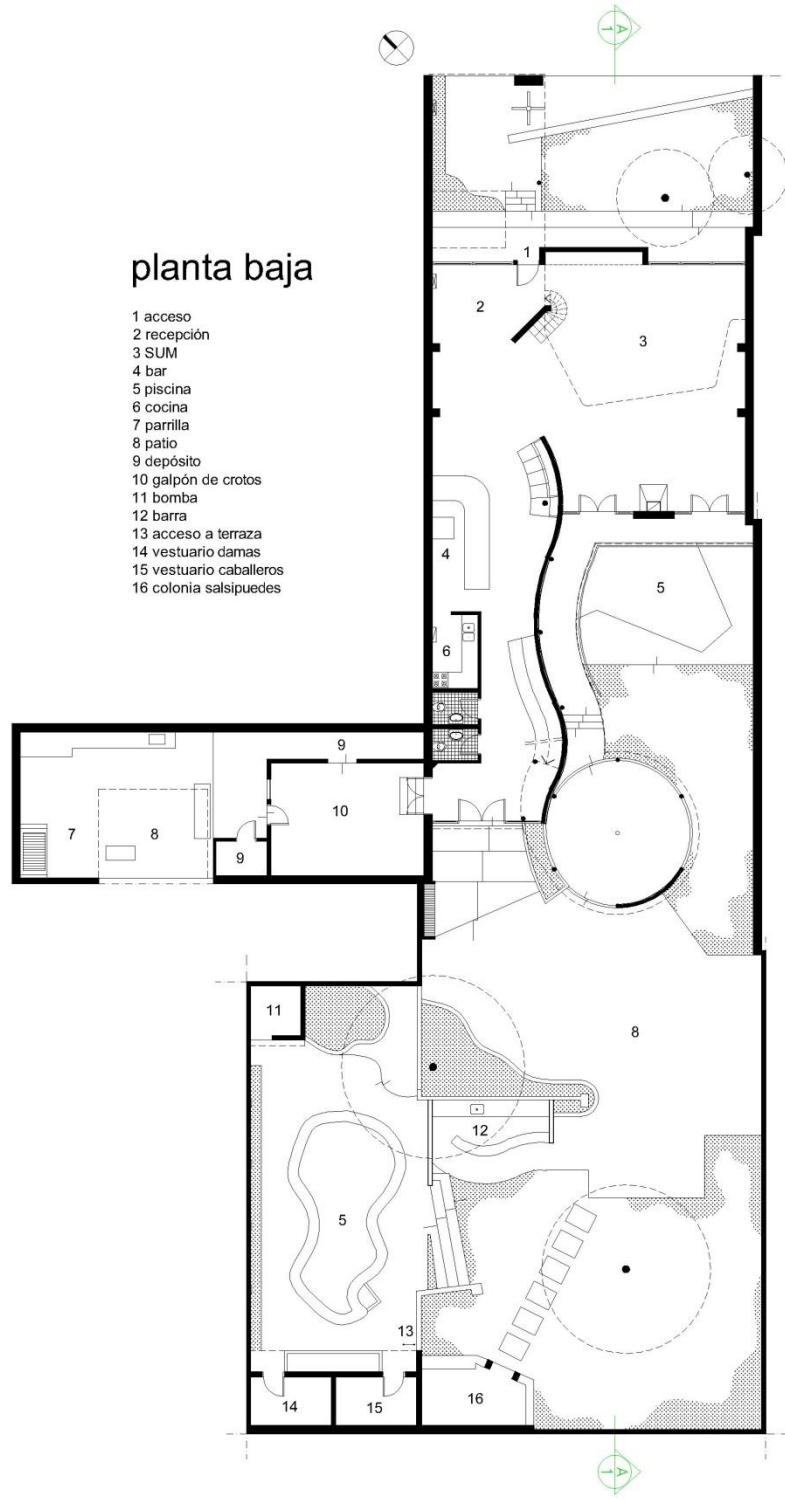 A
1
planta baja
1 acceso
2 recepción
3 SUM
4 bar
5 piscina
6 cocina
7 parrilla
8 patio
9 depósito
10 galpón de crotos
11 bomba
12 barra
13 acceso a terraza
14 vestuario damas
15 vestuario caballeros
16 colonia salsipuedes
1
2
3
4
5
6
9
10
7
8
9
11
8
12
5
13
14
15
16
A
1